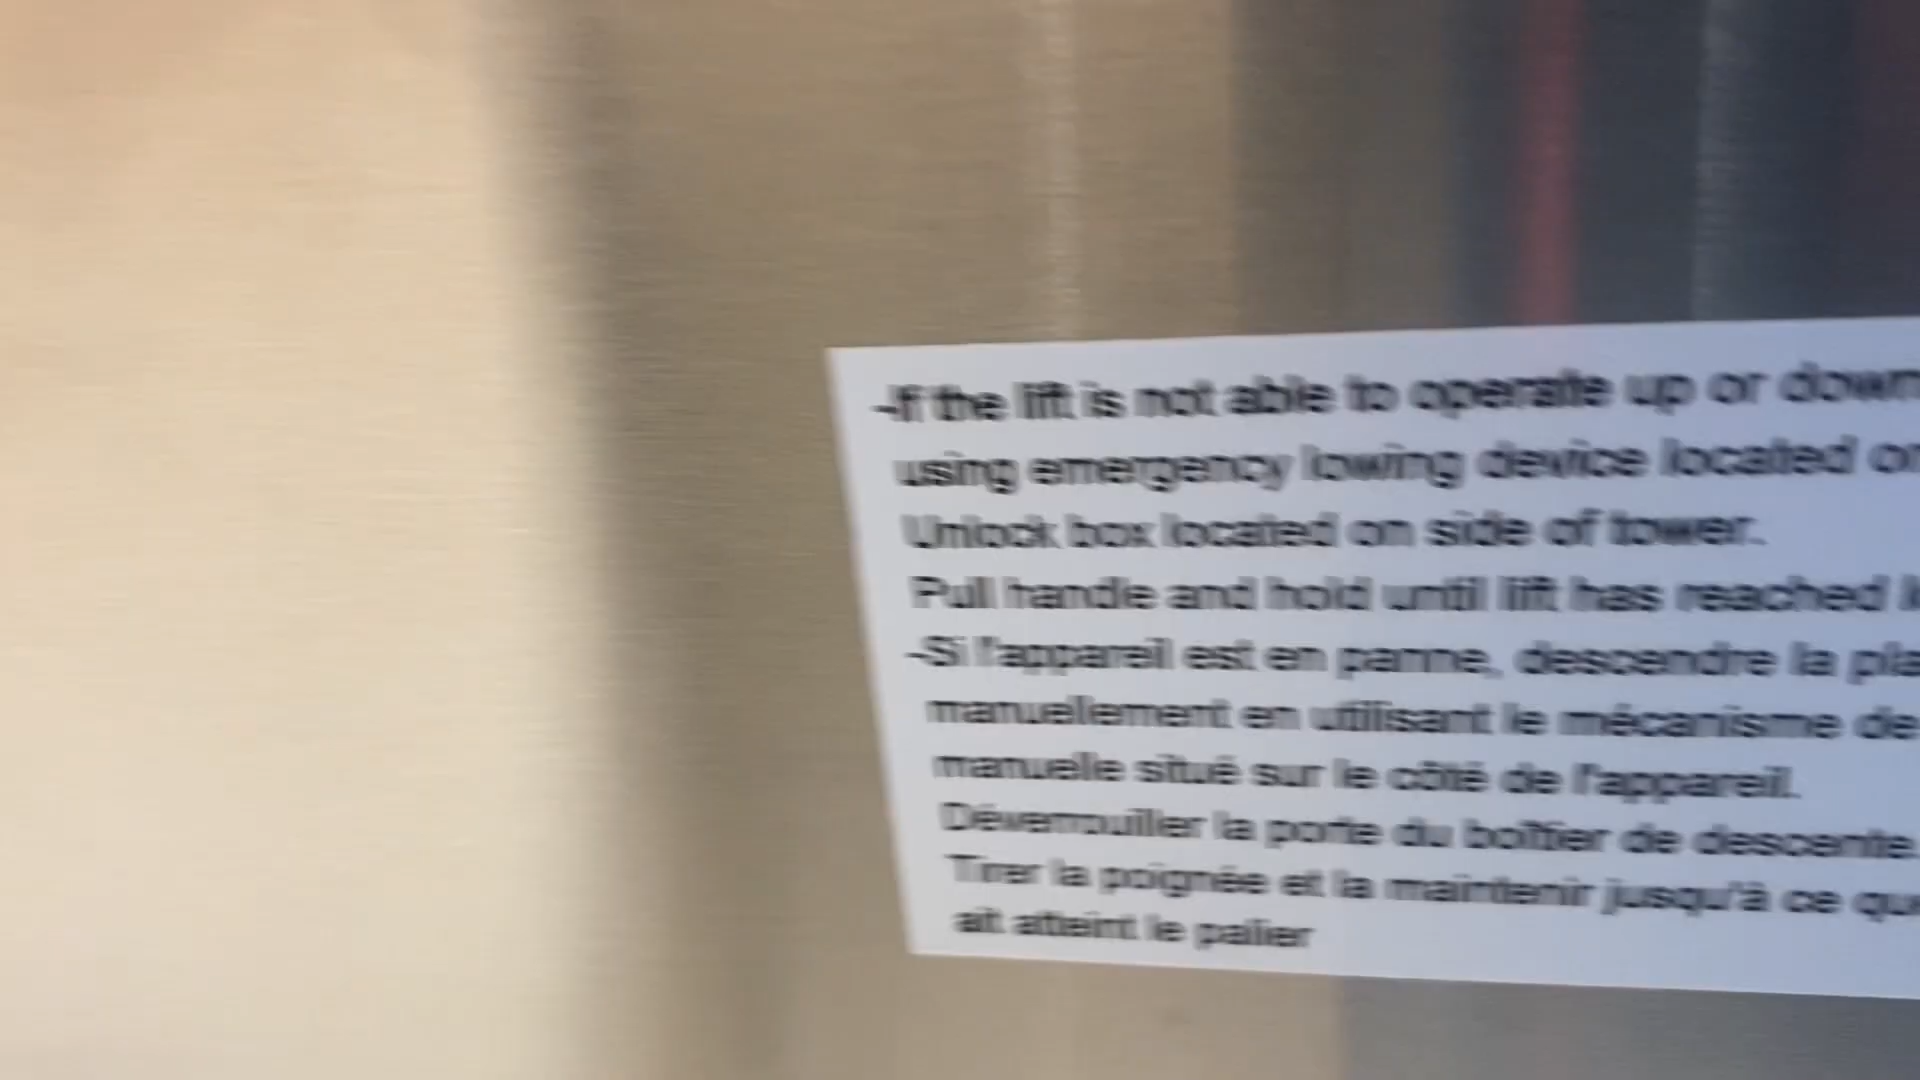 -If the lift is not able to operate up or down
using emergency lowing device located on
Unlock box located on side of tower.
Pull handle and hold until lift has reached
-Si l'appareil est en panne, descendre la
manuellement en utilisant le mécanisme de
manuelle situé sur le côté de l'appareil.
Déverrouiller la porte du boîtier de descente.
Tirer la poignée et la maintenir jusqu'à ce
ait atteint le palier